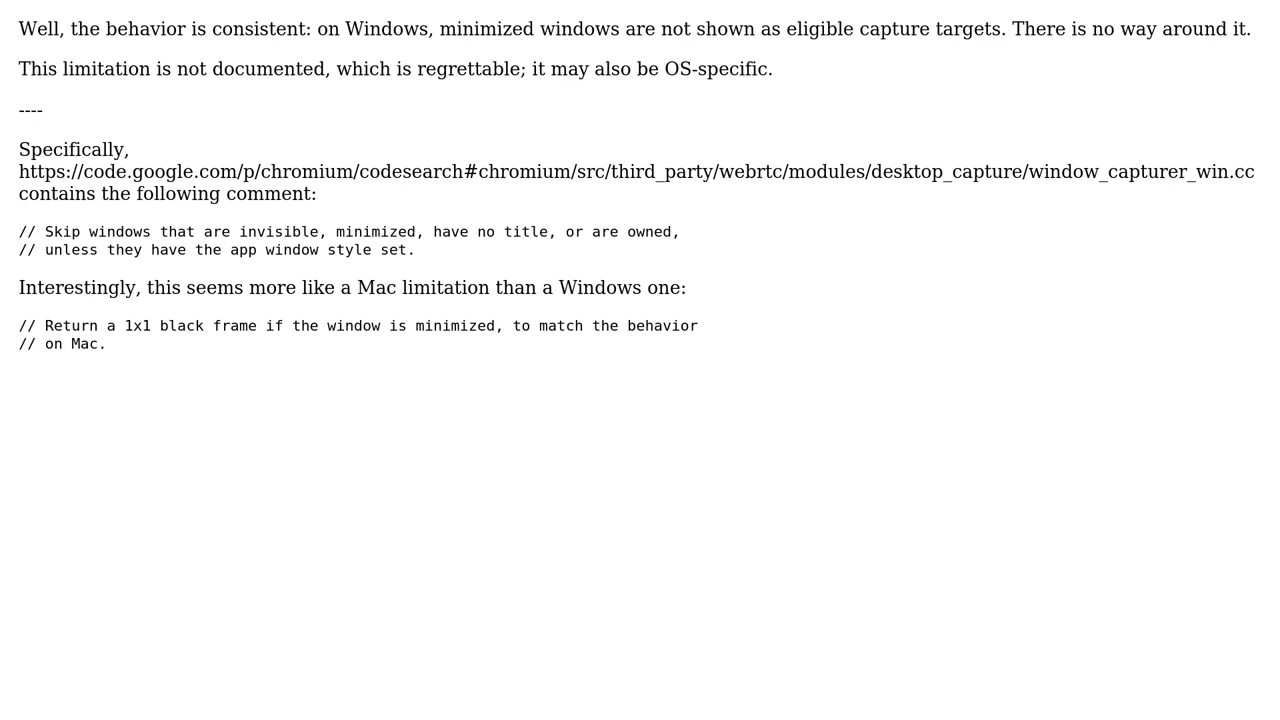 Well, the behavior is consistent: on Windows, minimized windows are not shown as eligible capture targets. There is no way around it.
This limitation is not documented, which is regrettable; it may also be OS-specific.
----
Specifically,
https://code.google.com/p/chromium/codesearch#chromium/src/third_party/webrtc/modules/desktop_capture/window_capturer_win.cc
contains the following comment:
// Skip windows that are invisible, minimized, have no title, or are owned,
// unless they have the app window style set.
Interestingly, this seems more like a Mac limitation than a Windows one:
// Return a 1x1 black frame if the window is minimized, to match the behavior
// on Mac.